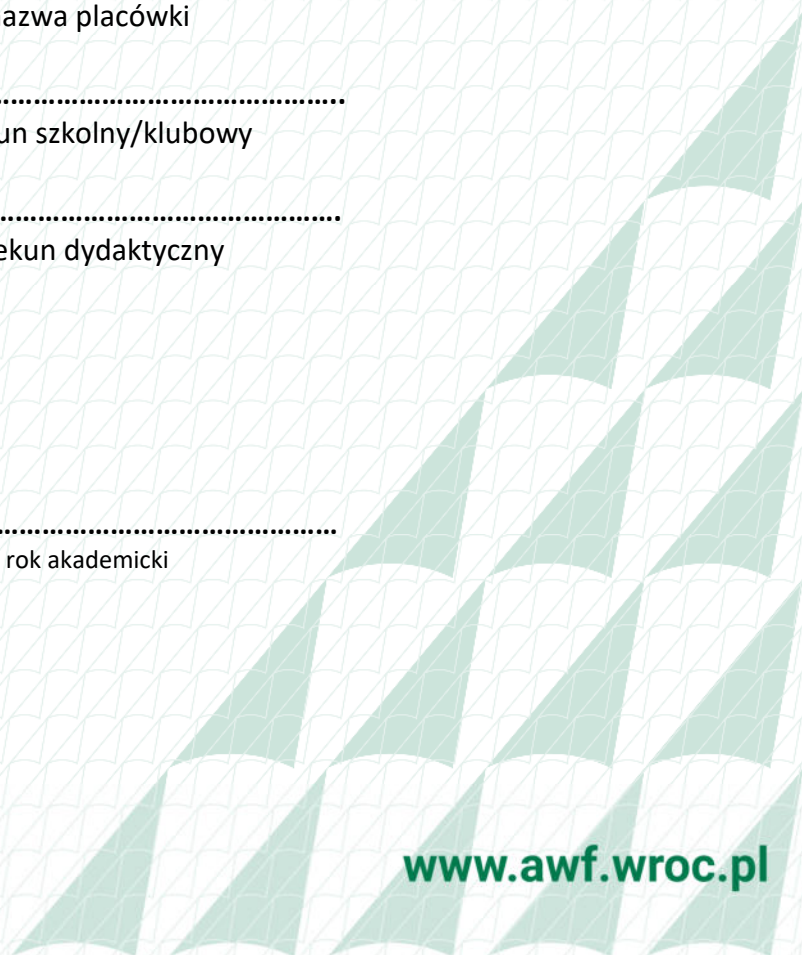 azwa placówki
…………………………………………..
un szkolny/klubowy
………………………………………….
ekun dydaktyczny
…………………………………………
rok akademicki
www.awf.wroc.pl